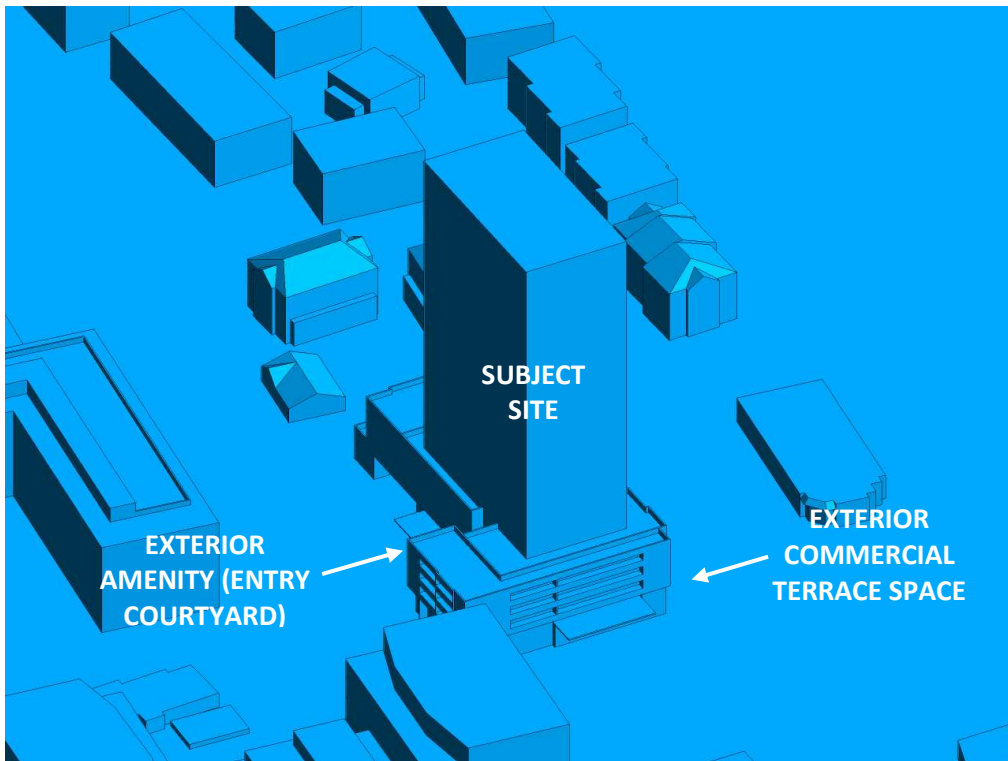 SUBJECT
SITE
EXTERIOR
AMENITY (ENTRY
COURTYARD)
EXTERIOR
COMMERCIAL
TERRACE SPACE